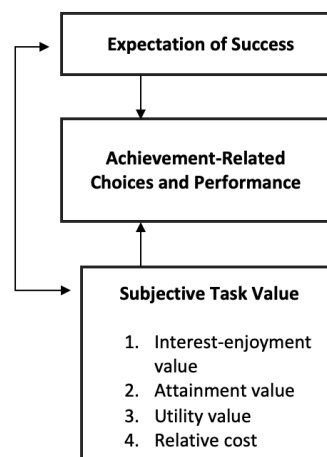 Expectation of Success
Achievement-Related
Choices and Performance
Subjective Task Value
1. Interest-enjoyment
value
2. Attainment value
3. Utility value
4. Relative cost